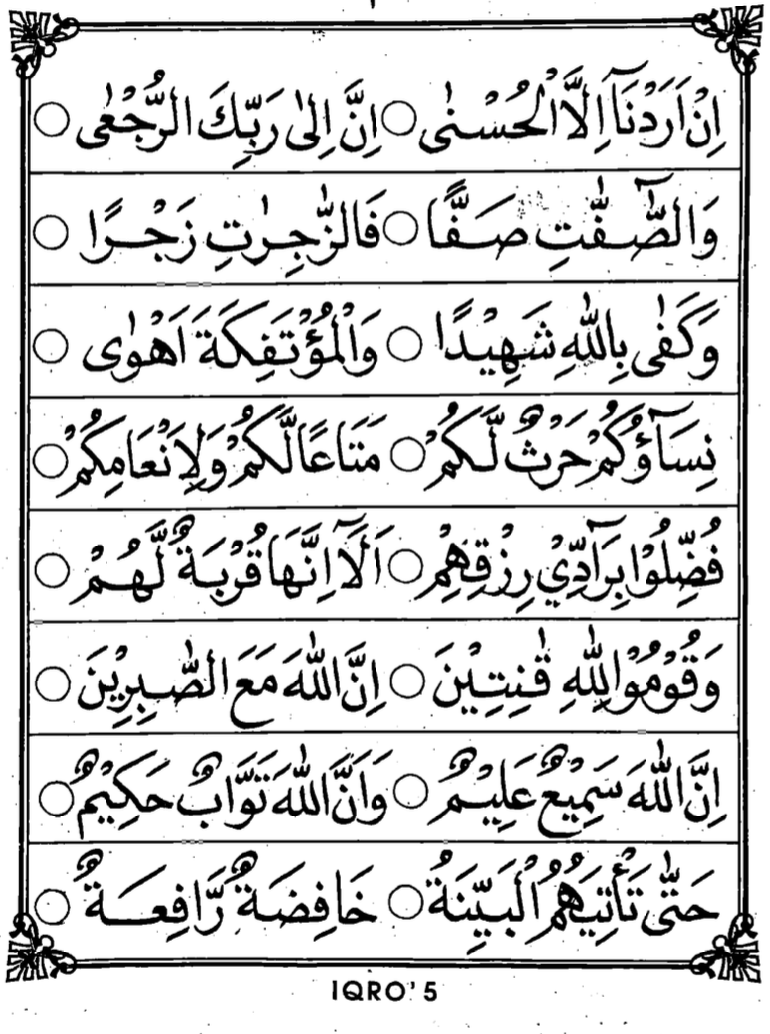 اِنْ اَرَدْنَآ اِلَّا الْحُسْنٰى ○ اِنَّ اِلٰى رَبِّكَ الرُّجْعٰى ○
وَالصّٰٓفّٰتِ صَفًّا ○ فَالزّٰجِرٰتِ زَجْرًا ○
وَكَفٰى بِاللّٰهِ شَهِيْدًا ○ وَالْمُؤْتَفِكَةَ اَهْوٰى ○
نِسَآؤُكُمْ حَرْثٌ لَّكُمْ ○ مَتَاعًا لَّكُمْ وَلِاَنْعَامِكُمْ ○
فُضِّلُوْا بِرَآدِّيْ رِزْقِهِمْ ○ اَلَآ اِنَّهَا قُرْبَةٌ لَّهُمْ ○
وَقُوْمُوْا لِلّٰهِ قٰنِتِيْنَ ○ اِنَّ اللّٰهَ مَعَ الصّٰبِرِيْنَ ○
اِنَّ اللّٰهَ سَمِيْعٌ عَلِيْمٌ ○ وَاَنَّ اللّٰهَ تَوَّابٌ حَكِيْمٌ ○
حَتّٰى تَأْتِيَهُمُ الْبَيِّنَةُ ○ خَافِضَةٌ رَّافِعَةٌ ○
IQRO' 5